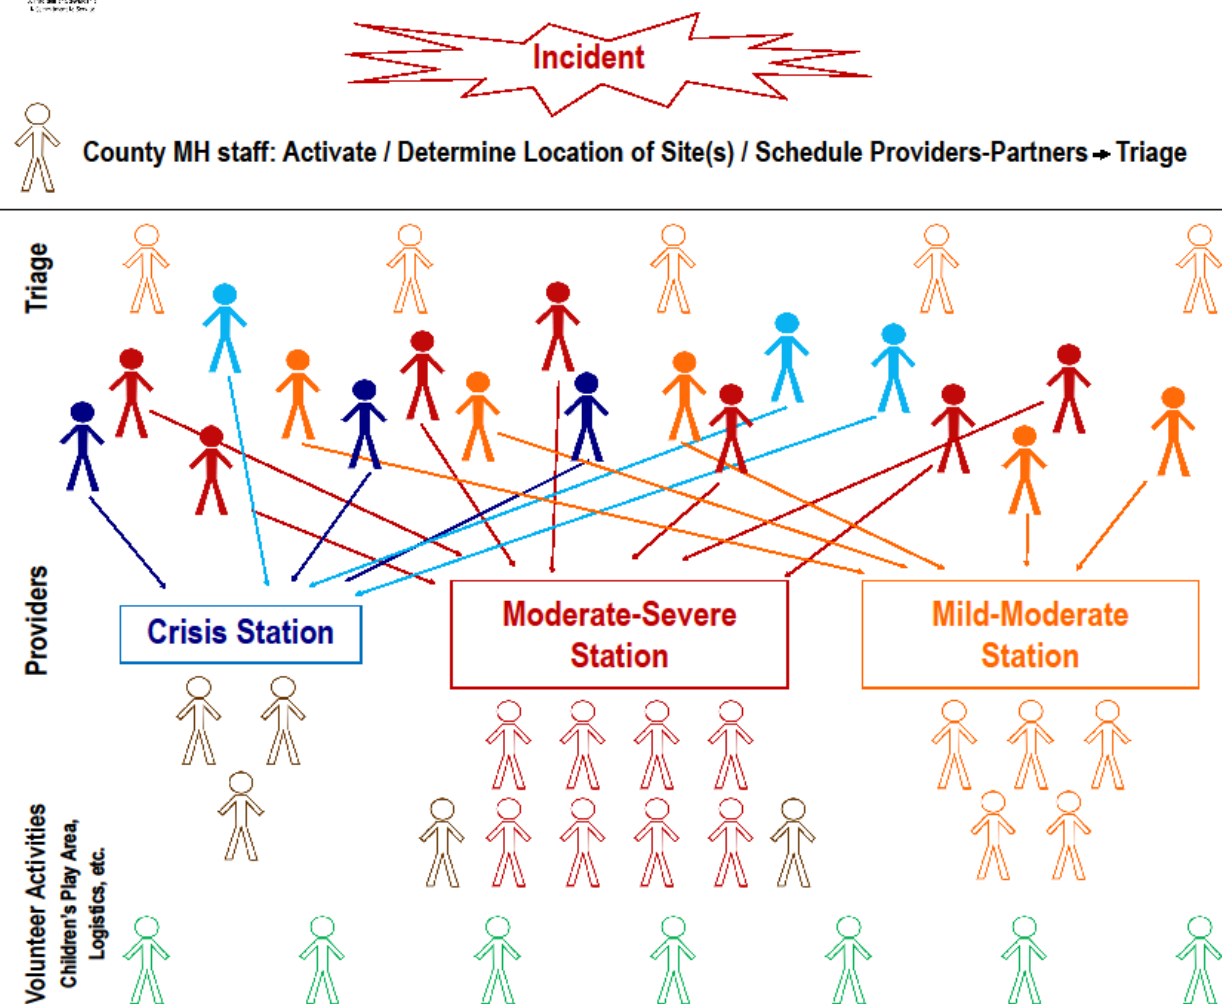 Incident
County MH staff: Activate / Determine Location of Site(s) / Schedule Providers-Partners → Triage
Triage
Providers
Crisis Station
Moderate-Severe
Station
Mild-Moderate
Station
Volunteer Activities
Children's Play Area,
Logistics, etc.